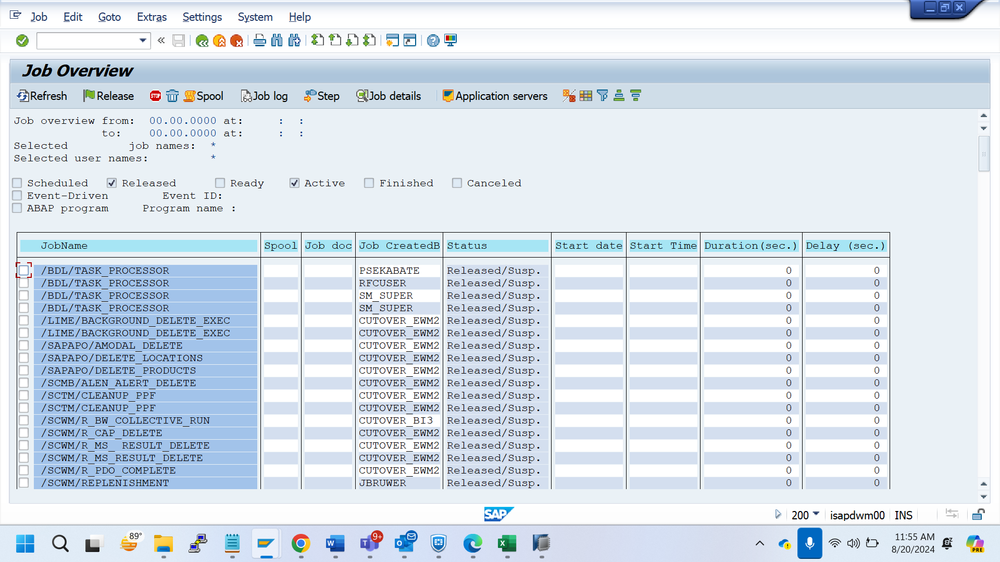 Job Edit Goto Extras Settings System Help
Job Overview
Refresh Release STOP Spool Job log Step Job details Application servers
Job overview from: 00.00.0000 at: : :
to: 00.00.0000 at: : :
Selected job names: *
Selected user names: *
Scheduled Released Ready Active Finished Canceled
Event-Driven Event ID:
ABAP program Program name :
JobName Spool Job doc Job CreatedB Status Start date Start Time Duration(sec.) Delay (sec.)
/BDL/TASK_PROCESSOR PSEKABATE Released/Susp. 0 0
/BDL/TASK_PROCESSOR RFCUSER Released/Susp. 0 0
/BDL/TASK_PROCESSOR SM_SUPER Released/Susp. 0 0
/BDL/TASK_PROCESSOR SM_SUPER Released/Susp. 0 0
/LIME/BACKGROUND_DELETE_EXEC CUTOVER_EWM2 Released/Susp. 0 0
/LIME/BACKGROUND_DELETE_EXEC CUTOVER_EWM2 Released/Susp. 0 0
/SAPAPO/AMODAL_DELETE CUTOVER_EWM2 Released/Susp. 0 0
/SAPAPO/DELETE_LOCATIONS CUTOVER_EWM2 Released/Susp. 0 0
/SAPAPO/DELETE_PRODUCTS CUTOVER_EWM2 Released/Susp. 0 0
/SCMB/ALEN_ALERT_DELETE CUTOVER_EWM2 Released/Susp. 0 0
/SCTM/CLEANUP_PPF CUTOVER_EWM2 Released/Susp. 0 0
/SCTM/CLEANUP_PPF CUTOVER_EWM2 Released/Susp. 0 0
/SCWM/R_BW_COLLECTIVE_RUN CUTOVER_BI3 Released/Susp. 0 0
/SCWM/R_CAP_DELETE CUTOVER_EWM2 Released/Susp. 0 0
/SCWM/R_MS_ RESULT_DELETE CUTOVER_EWM2 Released/Susp. 0 0
/SCWM/R_MS_RESULT_DELETE CUTOVER_EWM2 Released/Susp. 0 0
/SCWM/R_PDO_COMPLETE CUTOVER_EWM2 Released/Susp. 0 0
/SCWM/REPLENISHMENT JBRUWER Released/Susp. 0 0
SAP 200 isapdwm00 INS
89° 9+ 11:55 AM
8/20/2024 PRE